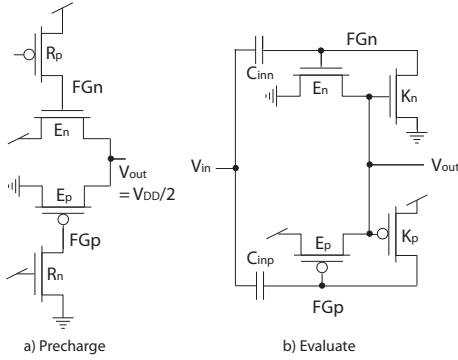 Rp
FGn
En
Vout
= VDD/2
Ep
FGp
Rn
a) Precharge
FGn
Cinn
En
Kn
Vin
Vout
Ep
Kp
Cinp
FGp
b) Evaluate